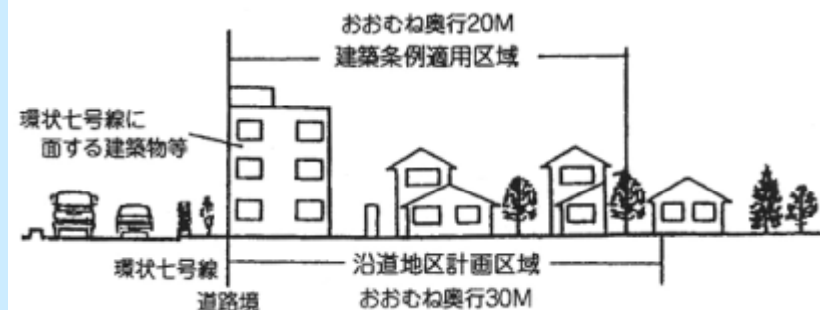 おおむね奥行20M
建築条例適用区域
環状七号線に
面する建築物等
環状七号線
沿道地区計画区域
道路境
おおむね奥行30M